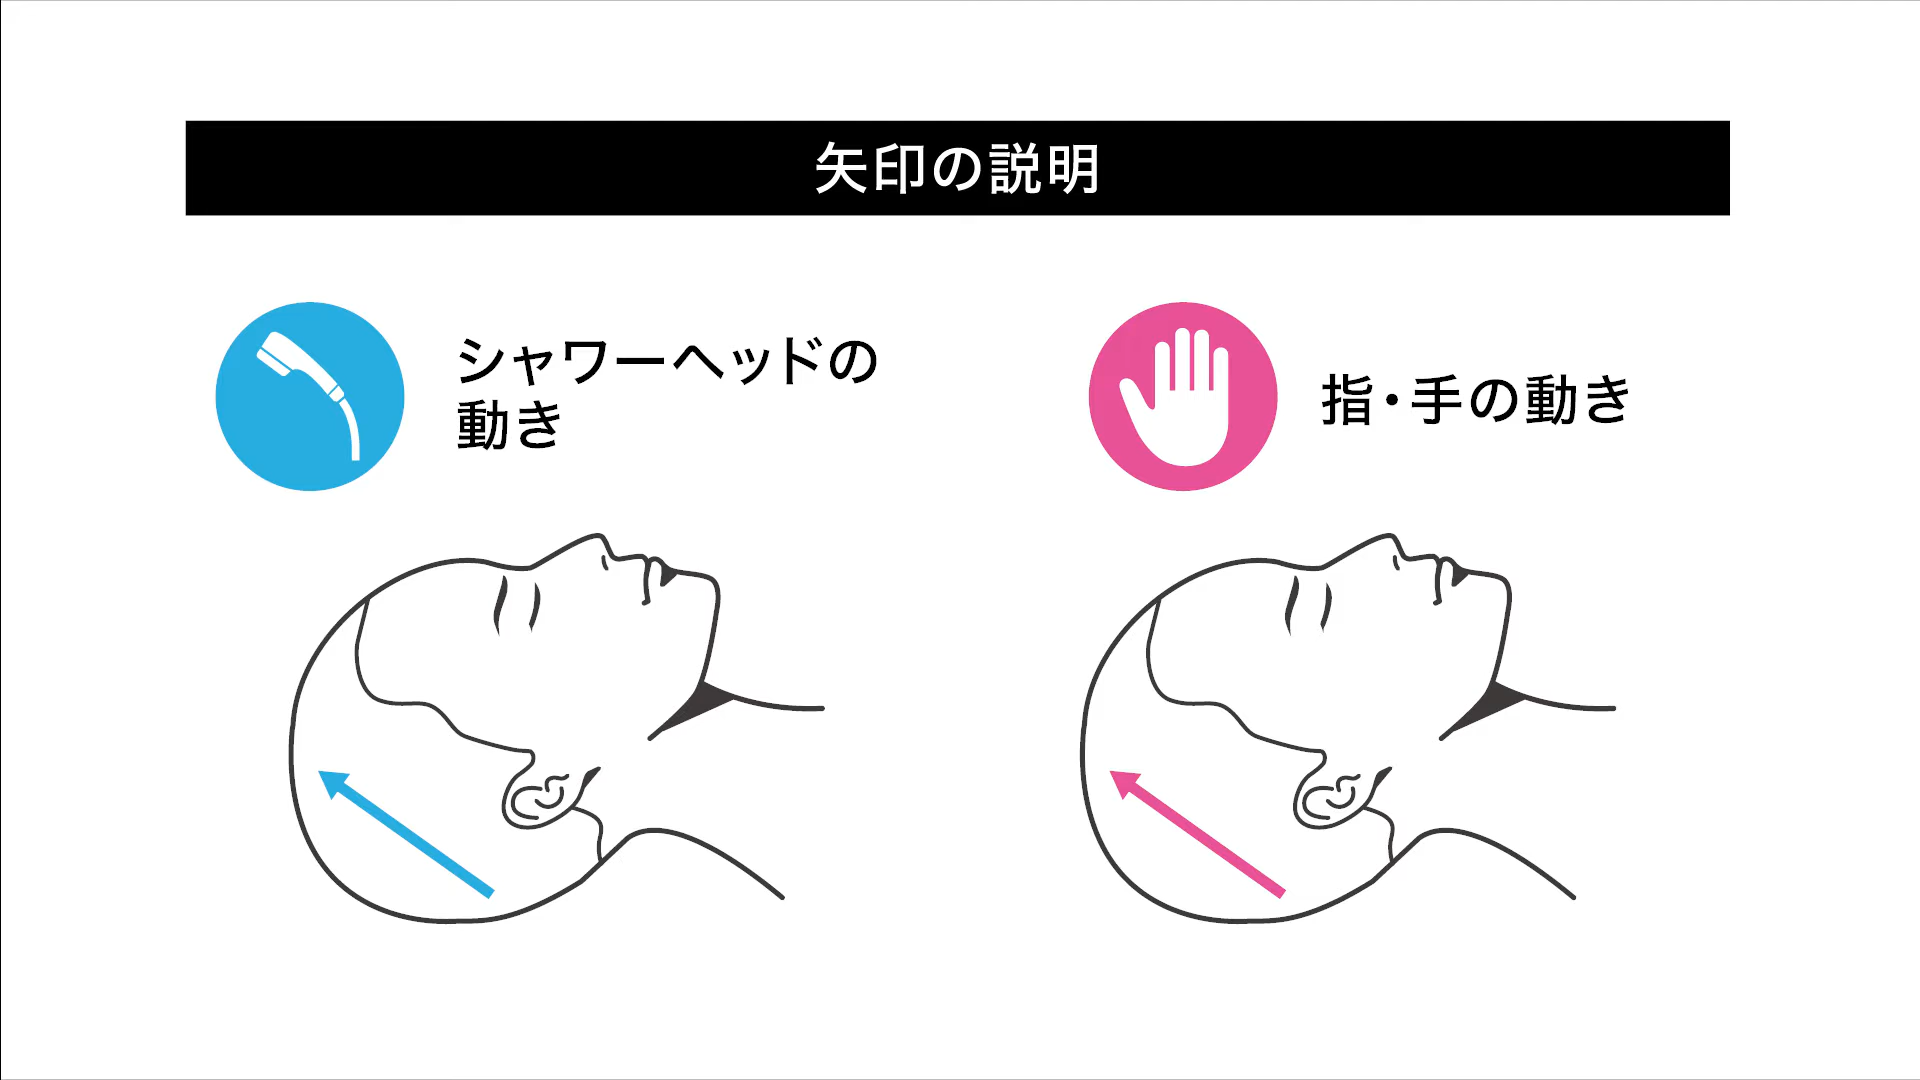 矢印の説明
シャワーヘッドの
動き
指・手の動き